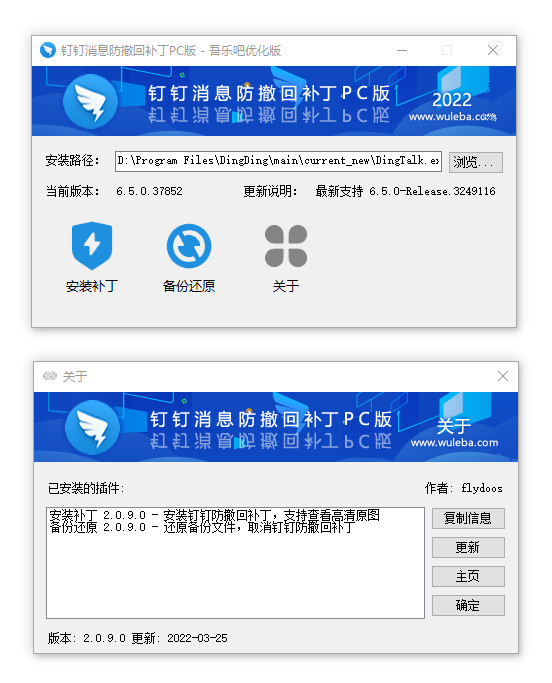 钉钉消息防撤回补丁PC版 - 吾乐吧优化版
钉钉消息防撤回补丁PC版
2022
安装路径：
D:\Program Files\DingDing\main\current_new\DingTalk.ex
浏览...
当前版本： 6.5.0.37852 更新说明： 最新支持 6.5.0-Release.3249116
安装补丁 备份还原 关于
关于
钉钉消息防撤回补丁PC版
关于
www.wuleba.com
已安装的插件： 作者：flydoos
安装补丁 2.0.9.0 - 安装钉钉防撤回补丁，支持查看高清原图
备份还原 2.0.9.0 - 还原备份文件，取消钉钉防撤回补丁
复制信息
更新
主页
确定
版本：2.0.9.0 更新：2022-03-25